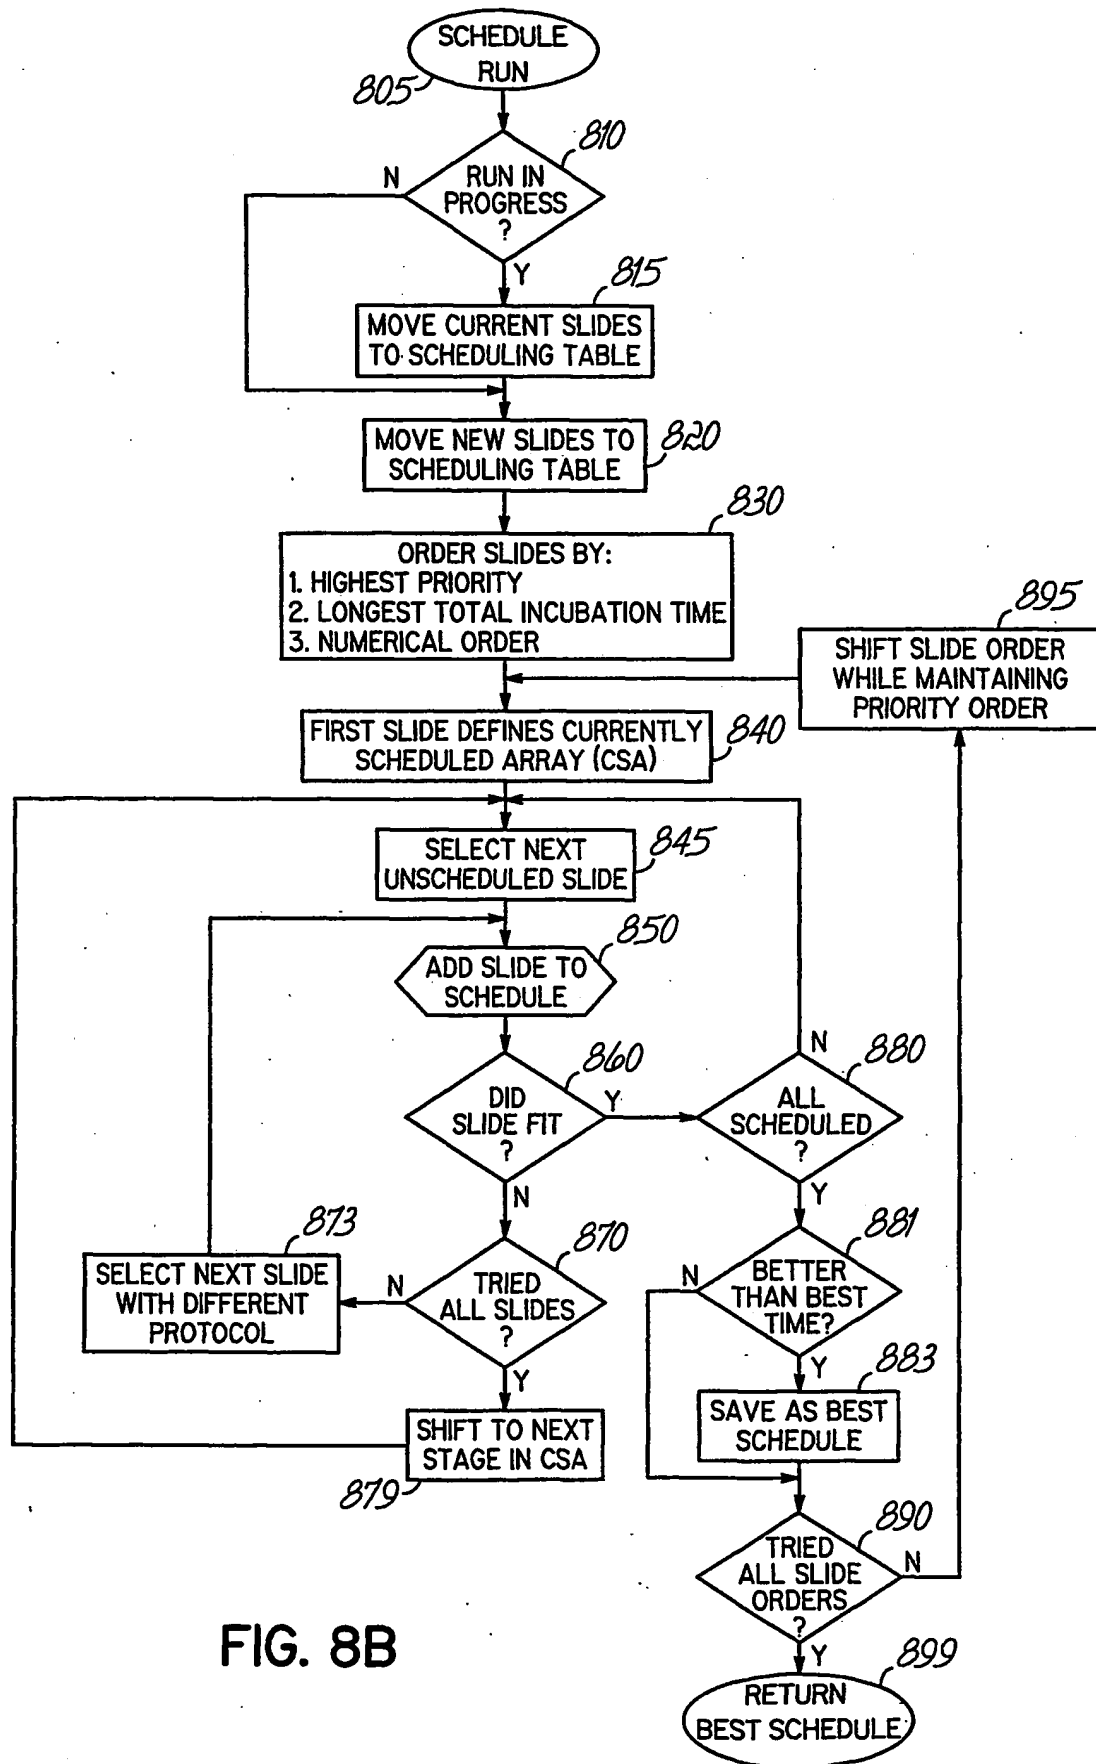 SCHEDULE
RUN
805
810
RUN IN
PROGRESS
?
N
Y
815
MOVE CURRENT SLIDES
TO SCHEDULING TABLE
MOVE NEW SLIDES TO
SCHEDULING TABLE
820
830
ORDER SLIDES BY:
1. HIGHEST PRIORITY
2. LONGEST TOTAL INCUBATION TIME
3. NUMERICAL ORDER
895
SHIFT SLIDE ORDER
WHILE MAINTAINING
PRIORITY ORDER
FIRST SLIDE DEFINES CURRENTLY
SCHEDULED ARRAY (CSA)
840
SELECT NEXT
UNSCHEDULED SLIDE
845
850
ADD SLIDE TO
SCHEDULE
860
DID
SLIDE FIT
?
Y
N
880
N
ALL
SCHEDULED
?
Y
873
SELECT NEXT SLIDE
WITH DIFFERENT
PROTOCOL
870
N
TRIED
ALL SLIDES
?
Y
881
N
BETTER
THAN BEST
TIME?
Y
883
SAVE AS BEST
SCHEDULE
SHIFT TO NEXT
STAGE IN CSA
879
890
TRIED
ALL SLIDE
ORDERS
?
N
Y
899
RETURN
BEST SCHEDULE
FIG. 8B